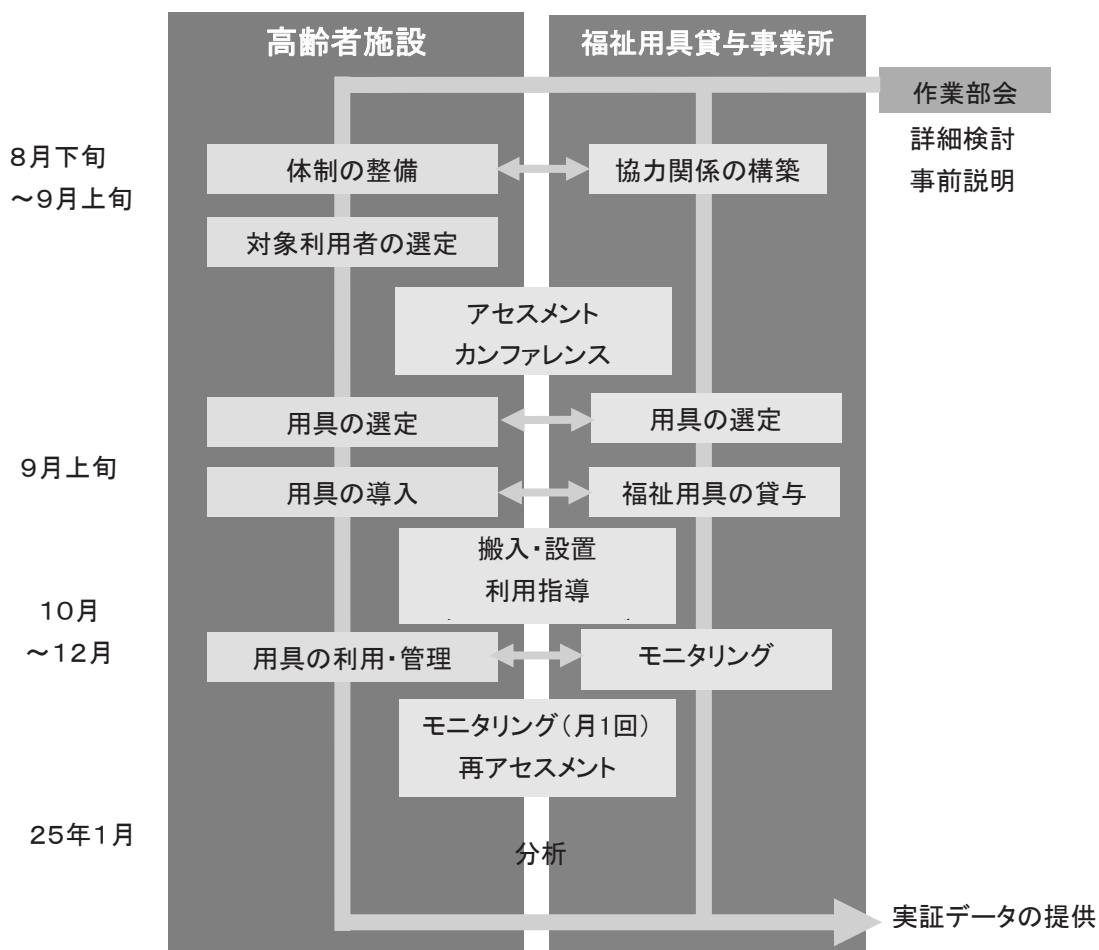 高齢者施設
福祉用具貸与事業所
作業部会
詳細検討
事前説明
8月下旬
～9月上旬
体制の整備
協力関係の構築
対象利用者の選定
アセスメント
カンファレンス
用具の選定
用具の選定
9月上旬
用具の導入
福祉用具の貸与
搬入・設置
利用指導
10月
～12月
用具の利用・管理
モニタリング
モニタリング（月1回）
再アセスメント
25年1月
分析
実証データの提供